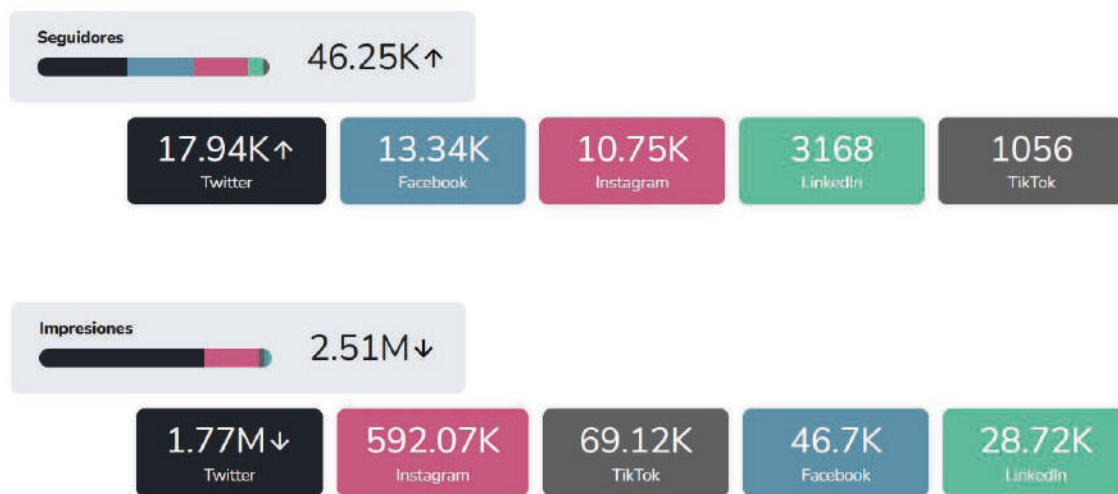 Seguidores
46.25K↑
17.94K↑ 13.34K 10.75K 3168 1056
Twitter Facebook Instagram LinkedIn TikTok
Impresiones
2.51M↓
1.77M↓ 592.07K 69.12K 46.7K 28.72K
Twitter Instagram TikTok Facebook LinkedIn